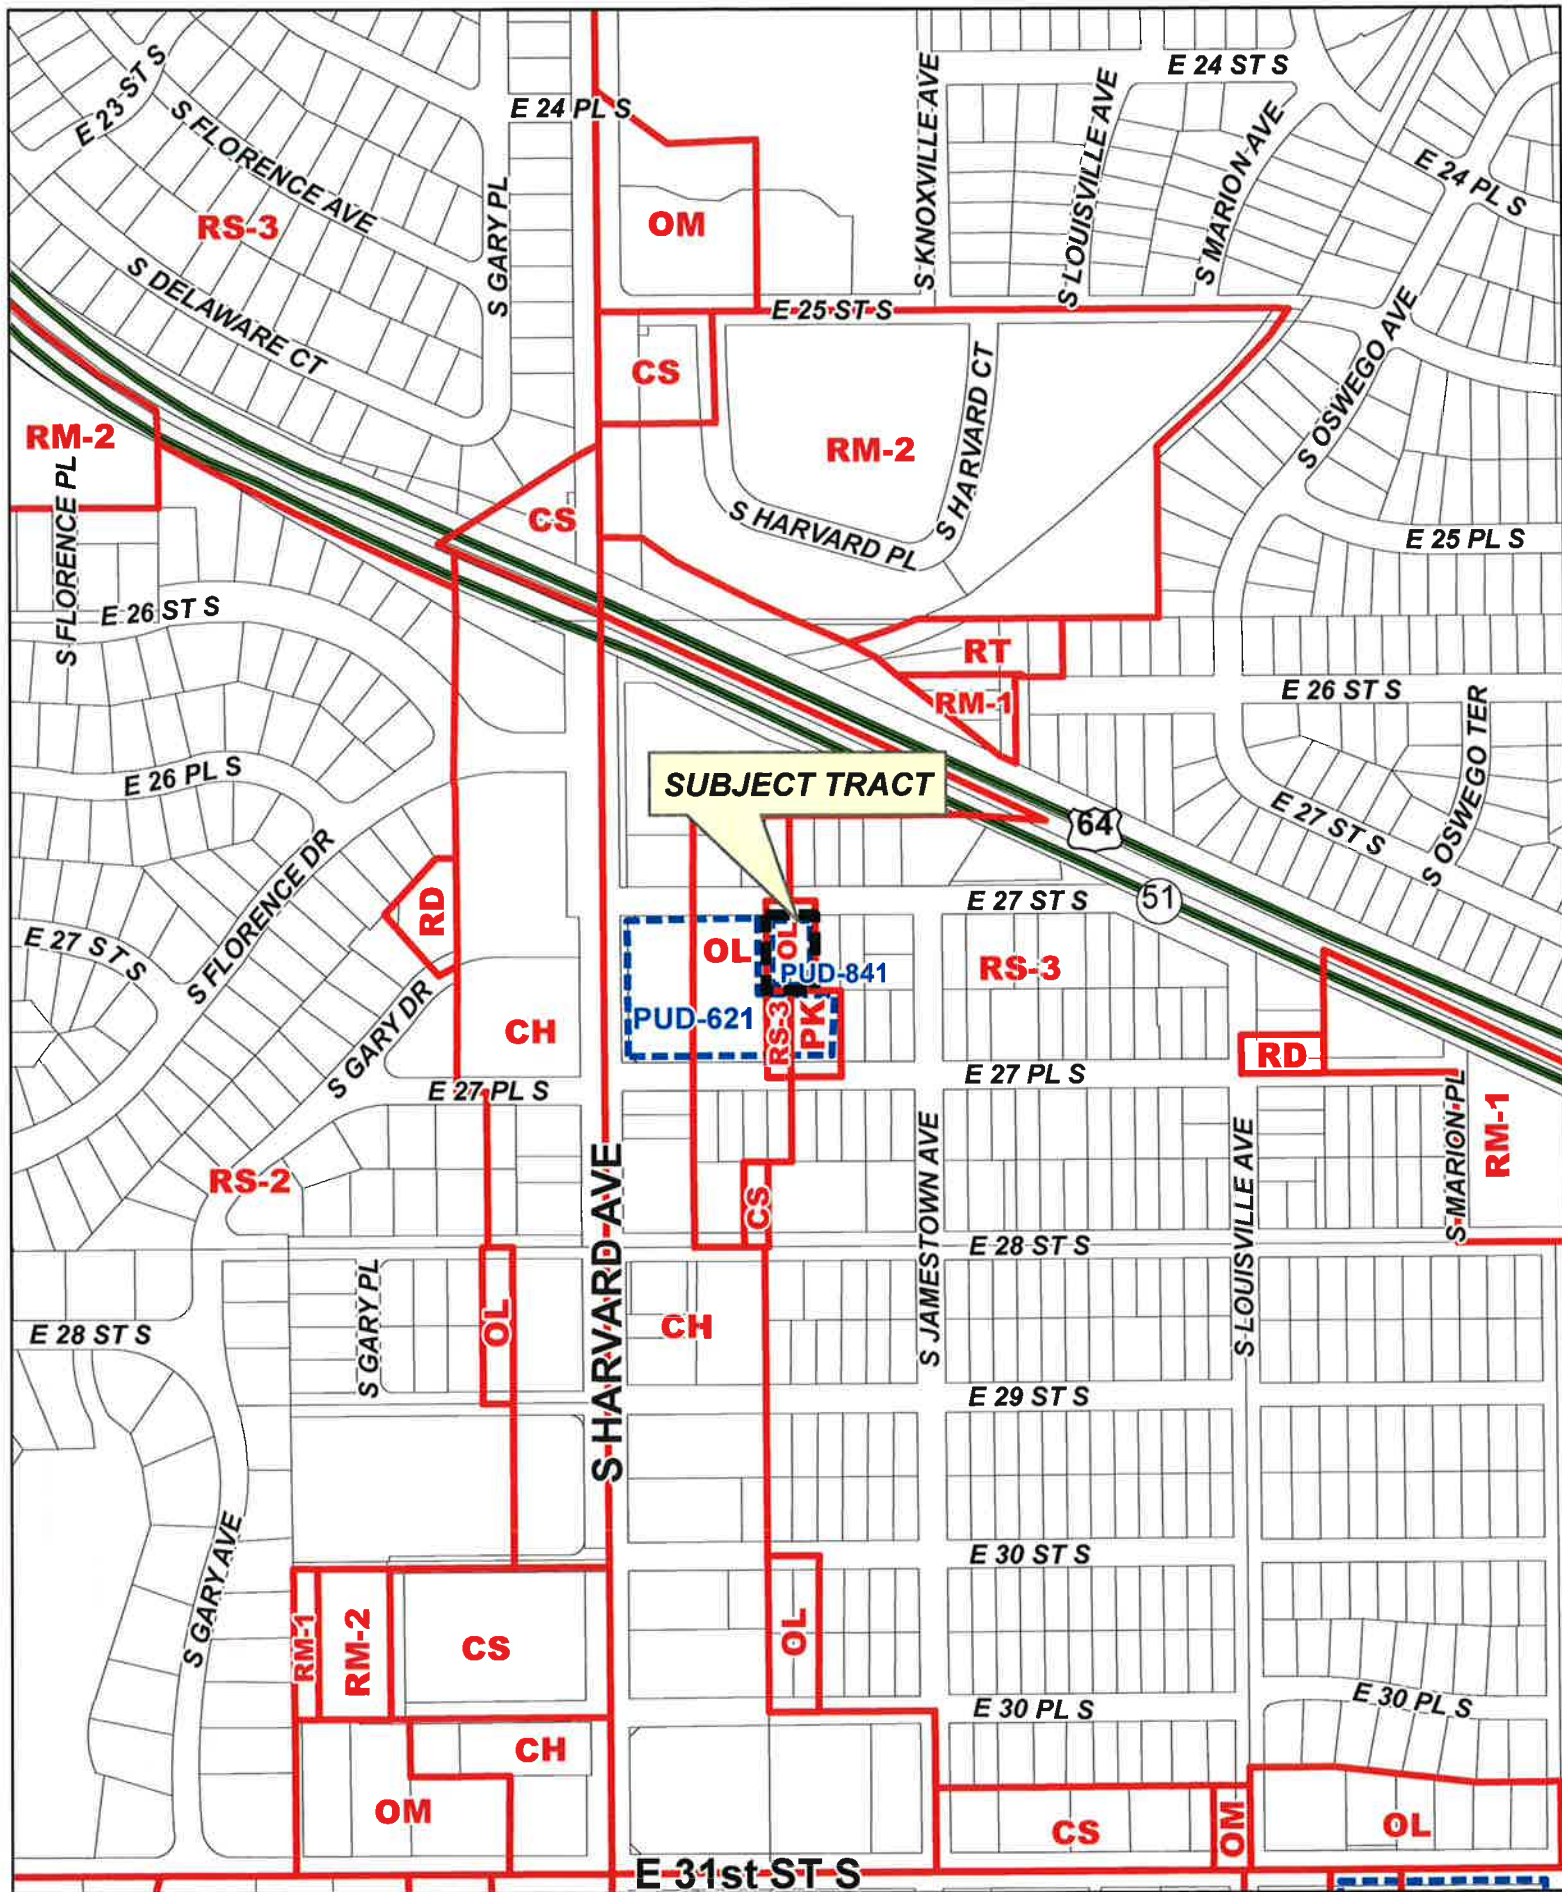 E 24 ST S
E 23 ST S
E 24 PL S
S FLORENCE AVE
S KNOXVILLE AVE
S LOUISVILLE AVE
S MARION AVE
E 24 PL S
RS-3
OM
S GARY PL
S DELAWARE CT
E 25 ST S
CS
S HARVARD CT
S OSWEGO AVE
RM-2
RM-2
S FLORENCE PL
CS
S HARVARD PL
E 25 PL S
E 26 ST S
RT
RM-1
E 26 ST S
S OSWEGO TER
E 26 PL S
SUBJECT TRACT
64
E 27 ST S
S FLORENCE DR
RD
51
E 27 ST S
E 27 ST S
OL
OL
RS-3
PUD-841
S GARY DR
CH
PUD-621
RS-3
PK
RD
E 27 PL S
E 27 PL S
S MARION PL
RM-1
RS-2
S HARVARD AVE
CS
S JAMESTOWN AVE
S LOUISVILLE AVE
E 28 ST S
S GARY PL
OL
CH
E 28 ST S
E 29 ST S
S GARY AVE
E 30 ST S
RM-1
RM-2
CS
OL
E 30 PL S
E 30 PL S
CH
OM
CS
OM
OL
E 31st ST S